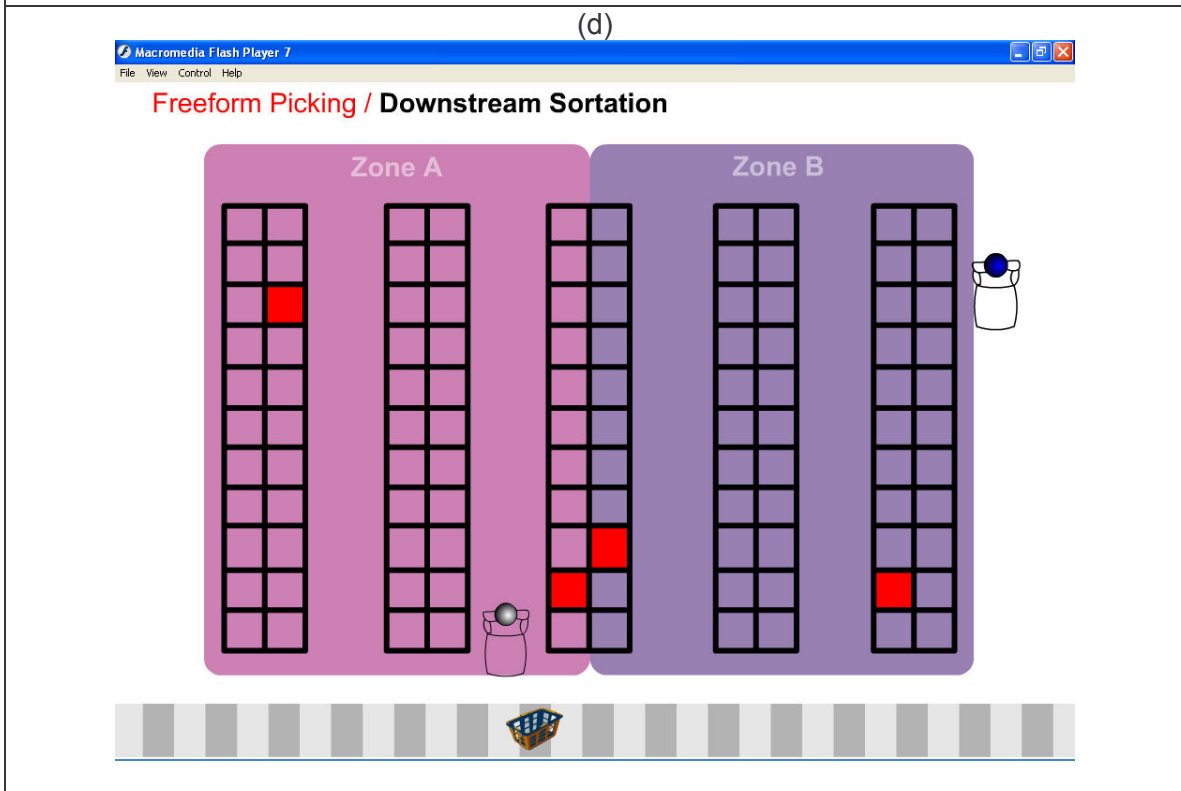 (d)
Macromedia Flash Player 7
File View Control Help
Freeform Picking / Downstream Sortation
Zone A
Zone B